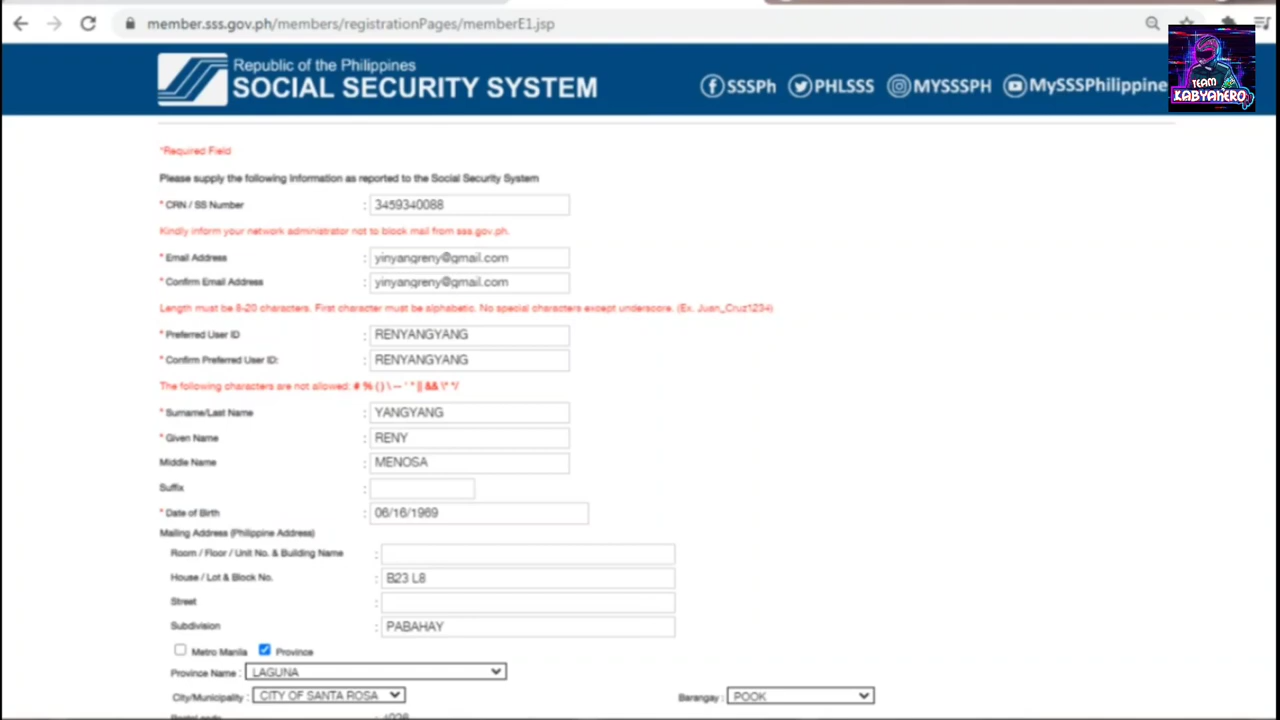 member.sss.gov.ph/members/registrationPages/memberE1.jsp
Republic of the Philippines
SOCIAL SECURITY SYSTEM
SSSPh PHLSSS MYSSSPH MySSSPhilippine
TEAM
KABYAHERO
*Required Field
Please supply the following information as reported to the Social Security System
* CRN / SS Number : 3459340088
Kindly inform your network administrator not to block mail from sss.gov.ph.
* Email Address : yinyangreny@gmail.com
* Confirm Email Address : yinyangreny@gmail.com
Length must be 8-20 characters. First character must be alphabetic. No special characters except underscore. (Ex. Juan_Cruz1234)
* Preferred User ID : RENYANGYANG
* Confirm Preferred User ID: : RENYANGYANG
The following characters are not allowed: # % ( ) \ -- ' " || && \* */
* Surname/Last Name : YANGYANG
* Given Name : RENY
Middle Name : MENOSA
Suffix :
* Date of Birth : 06/16/1969
Mailing Address (Philippine Address)
Room / Floor / Unit No. & Building Name :
House / Lot & Block No. : B23 L8
Street :
Subdivision : PABAHAY
Metro Manila Province
Province Name : LAGUNA
City/Municipality : CITY OF SANTA ROSA Barangay : POOK